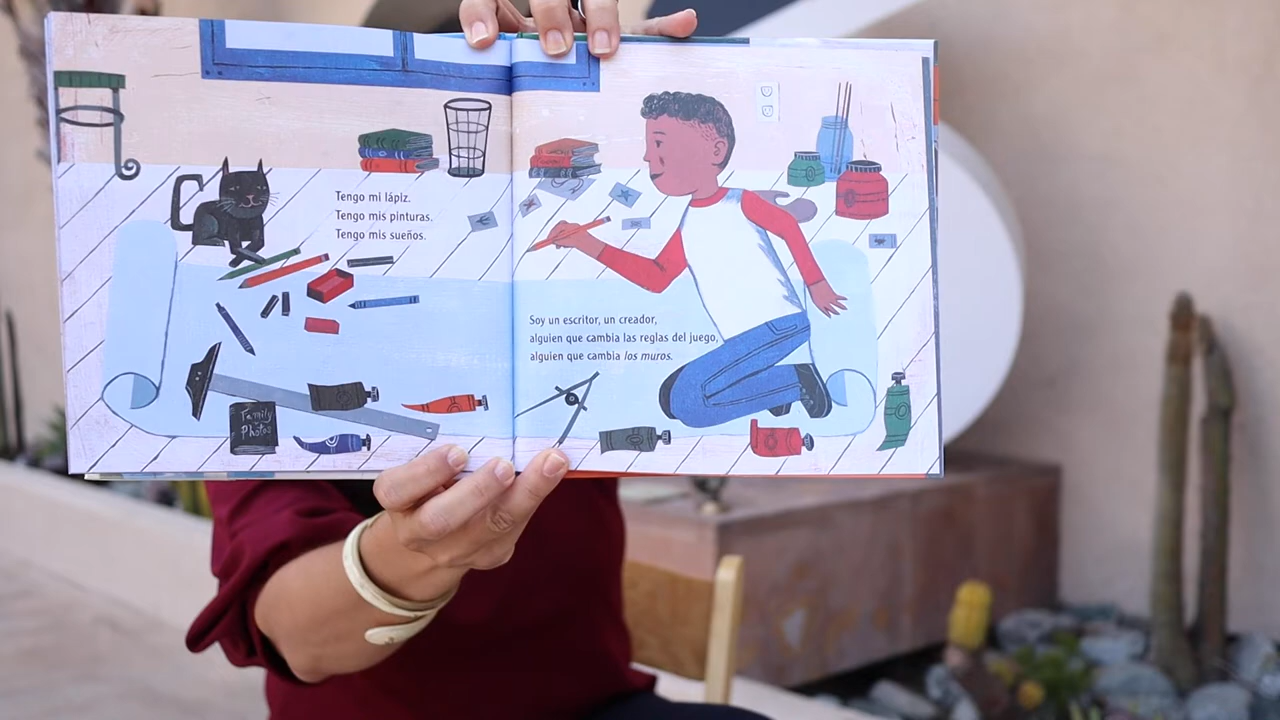 Tengo mi lápiz.
Tengo mis pinturas.
Tengo mis sueños.
Soy un escritor, un creador,
alguien que cambia las reglas del juego,
alguien que cambia los muros.
Family
Photos